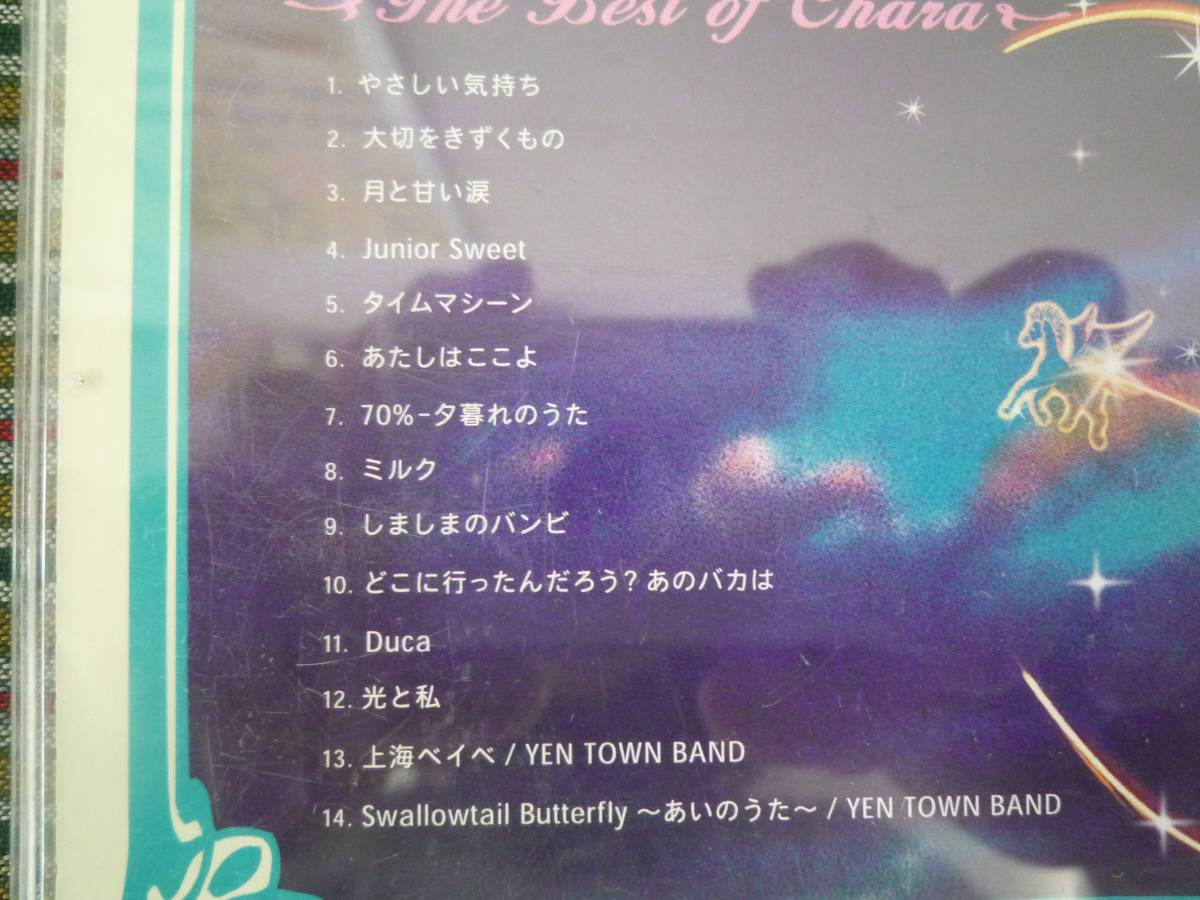 The Best of Chara
1. やさしい気持ち
2. 大切をきずくもの
3. 月と甘い涙
4. Junior Sweet
5. タイムマシーン
6. あたしはここよ
7. 70%-夕暮れのうた
8. ミルク
9. しましまのバンビ
10. どこに行ったんだろう?あのバカは
11. Duca
12. 光と私
13. 上海ベイベ / YEN TOWN BAND
14. Swallowtail Butterfly 〜あいのうた〜 / YEN TOWN BAND